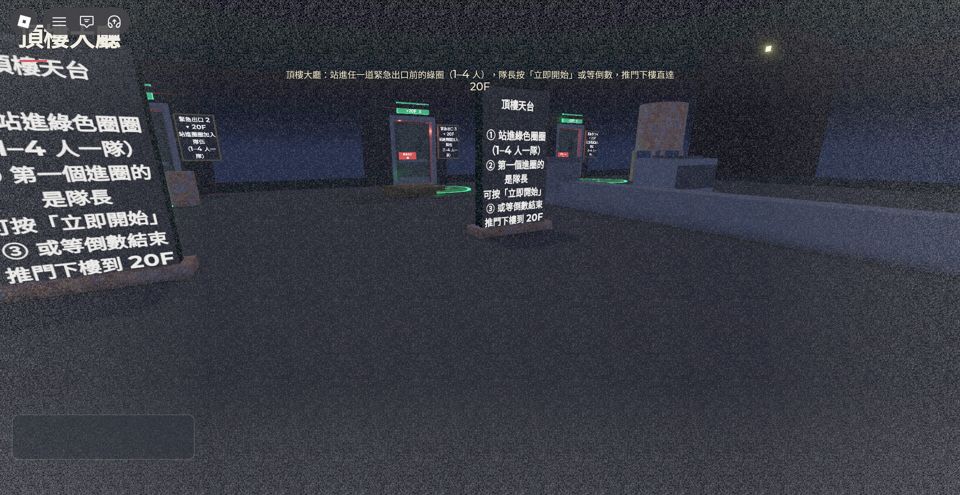 頂樓大廳
頂樓天台
站進綠色圈圈
(1–4 人一隊)
第一個進圈的
是隊長
可按「立即開始」
③ 或等倒數結束
推門下樓到 20F
緊急出口 2
+ 20F
站進圈圈加入
隊伍
(1–4 人一
隊)
頂樓大廳：站進任一道緊急出口前的綠圈（1–4 人），隊長按「立即開始」或等倒數，推門下樓直達
20F
頂樓天台
① 站進綠色圈圈
(1–4 人一隊)
② 第一個進圈的
是隊長
可按「立即開始」
③ 或等倒數結束
推門下樓到 20F